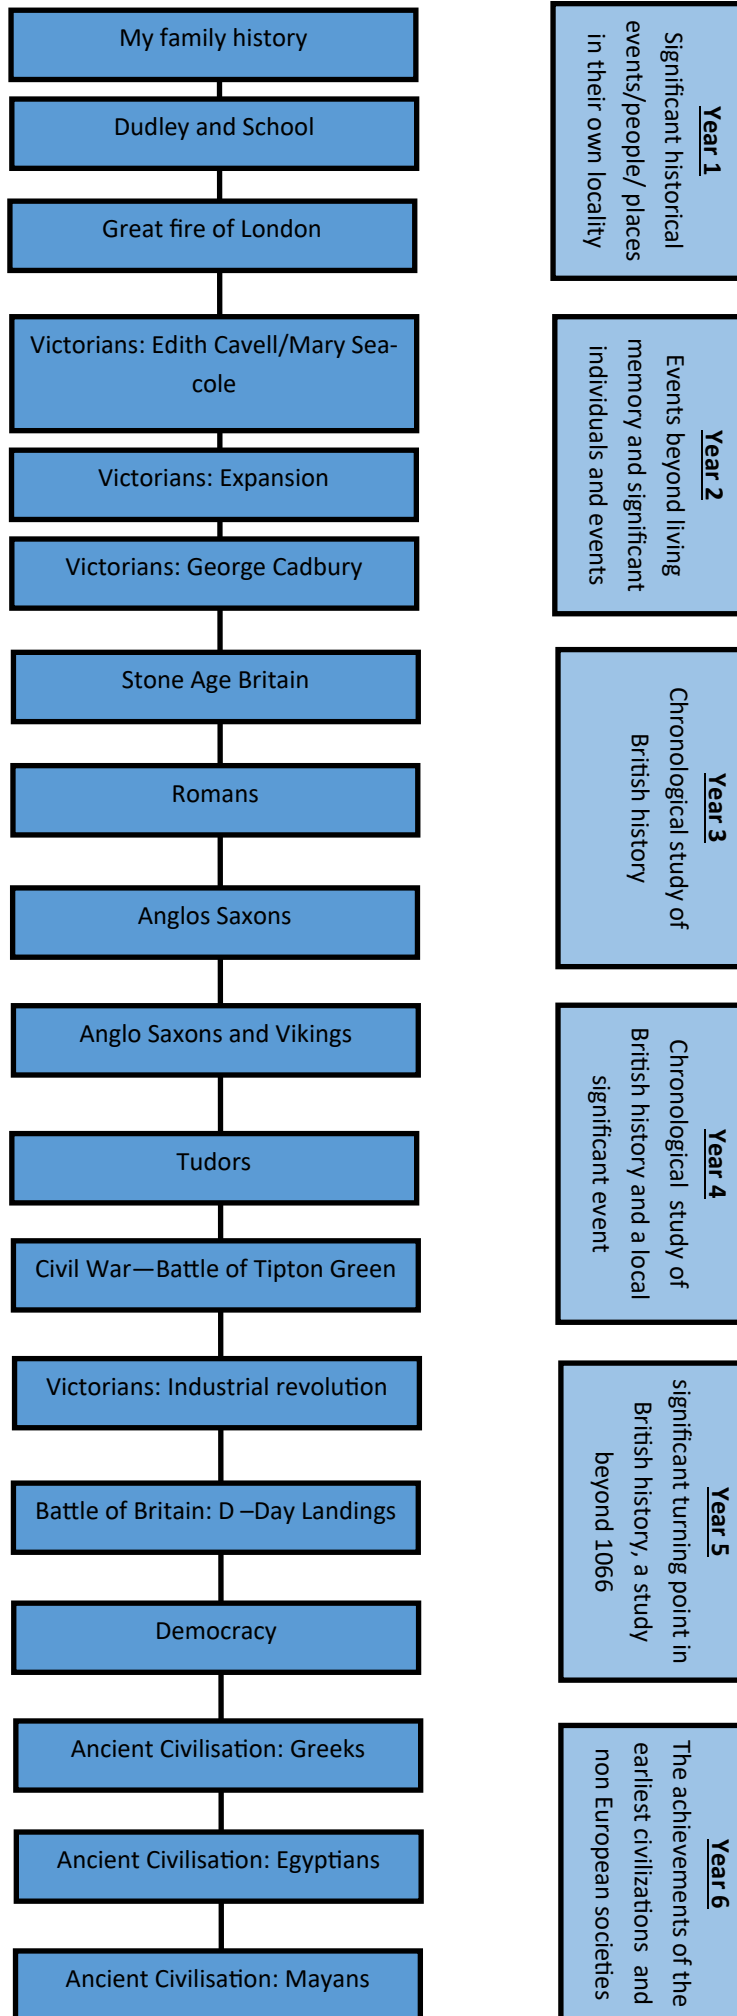 My family history
Dudley and School
Great fire of London
Victorians: Edith Cavell/Mary Sea-
cole
Victorians: Expansion
Victorians: George Cadbury
Stone Age Britain
Romans
Anglos Saxons
Anglo Saxons and Vikings
Tudors
Civil War—Battle of Tipton Green
Victorians: Industrial revolution
Battle of Britain: D –Day Landings
Democracy
Ancient Civilisation: Greeks
Ancient Civilisation: Egyptians
Ancient Civilisation: Mayans
Year 1
Significant historical
events/people/ places
in their own locality
Year 2
Events beyond living
memory and significant
individuals and events
Year 3
Chronological study of
British history
Year 4
Chronological study of
British history and a local
significant event
Year 5
significant turning point in
British history, a study
beyond 1066
Year 6
The achievements of the
earliest civilizations and
non European societies